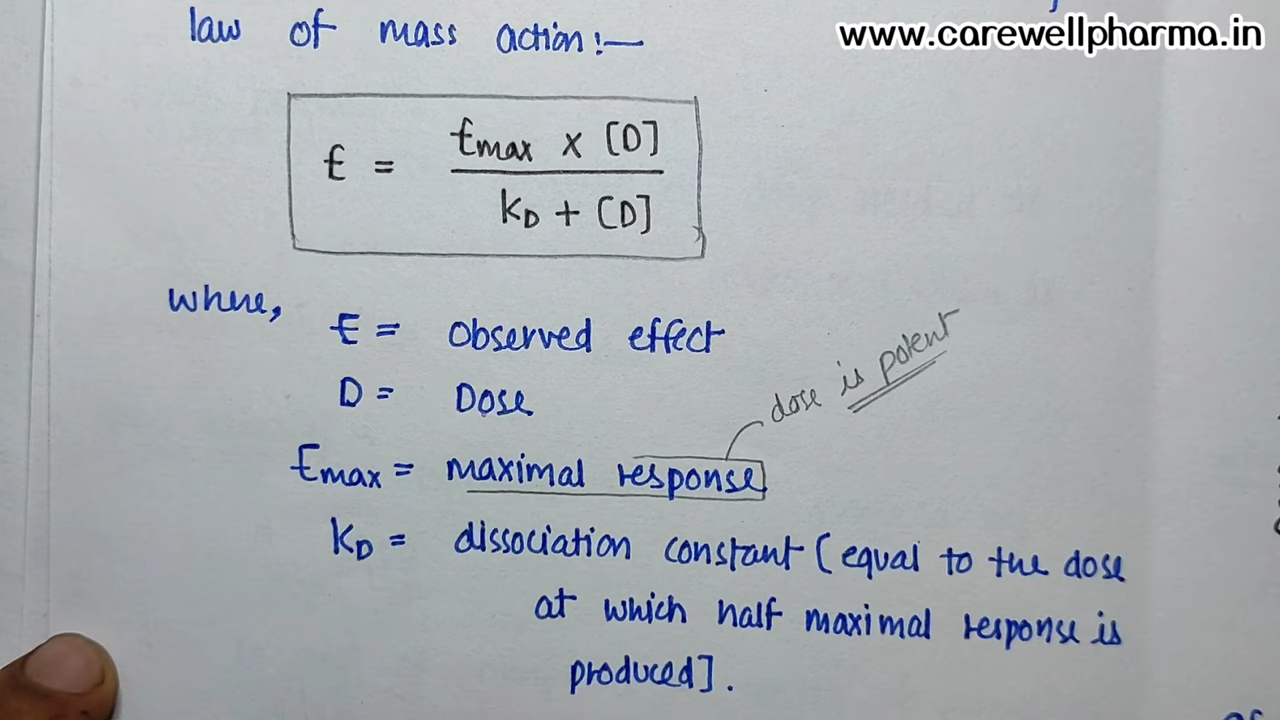 www.carewellpharma.in
law of mass action:—
E = Emax x [D]
KD + [D]
where,
E = Observed effect
D = Dose
dose is potent
Emax = maximal response
KD = dissociation constant (equal to the dose
at which half maximal response is
produced].